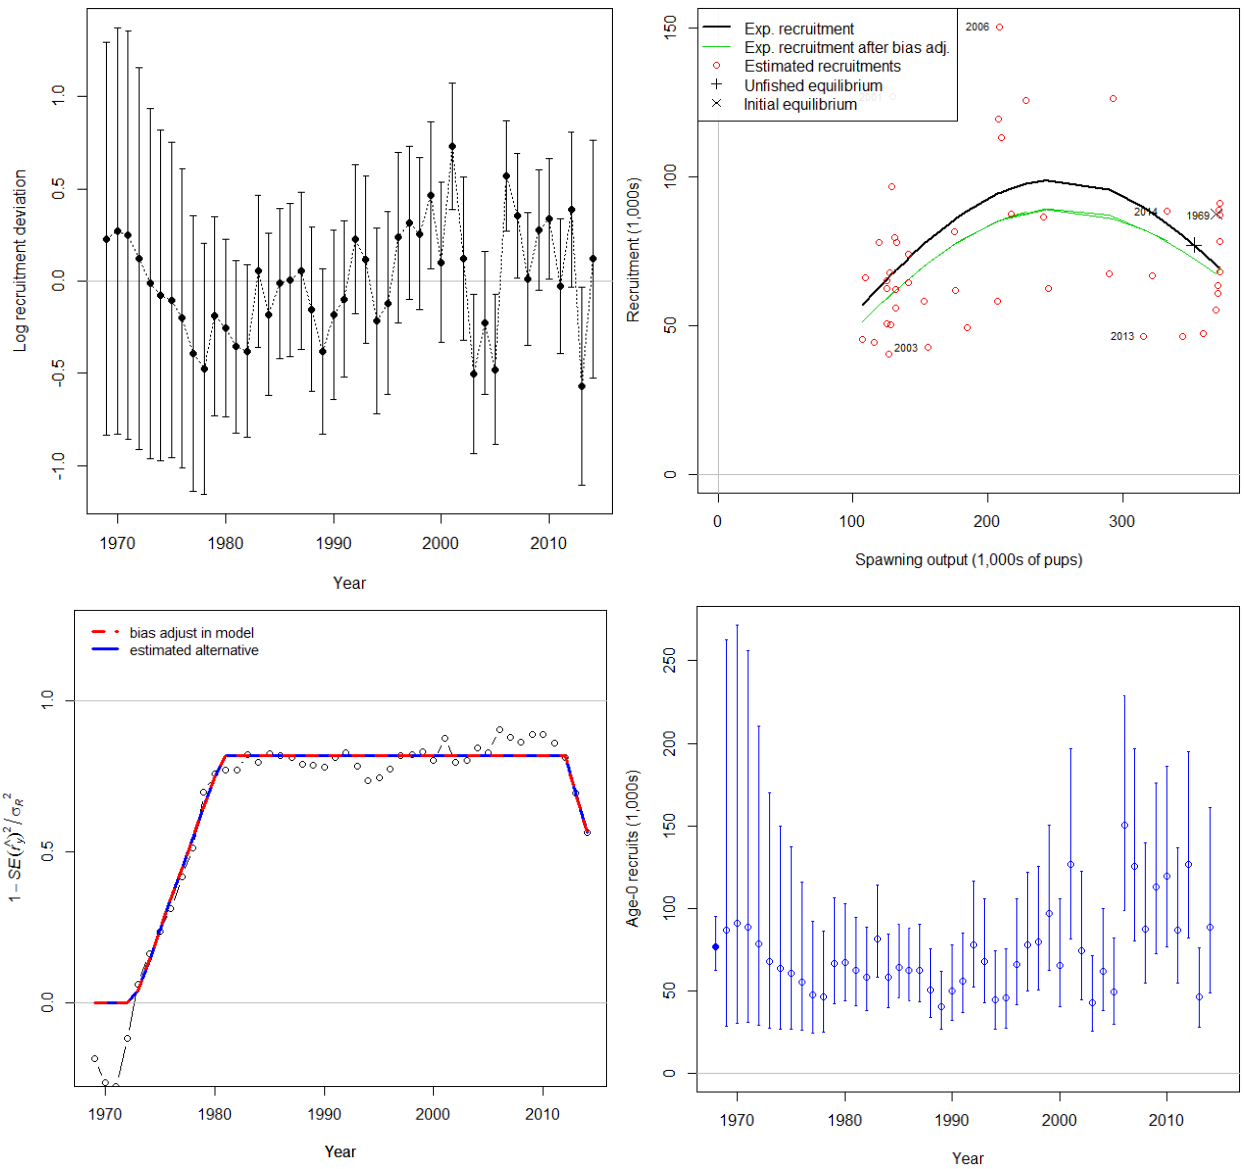 Log recruitment deviation
1.0
0.5
0.0
-0.5
-1.0
1970 1980 1990 2000 2010
Year
Recruitment (1,000s)
150
100
50
0
Exp. recruitment
Exp. recruitment after bias adj.
Estimated recruitments
Unfished equilibrium
Initial equilibrium
2006
2014
1969
2003
2013
0 100 200 300
Spawning output (1,000s of pups)
bias adjust in model
estimated alternative
1 − SE(r̂y)² / σR²
1.0
0.5
0.0
1970 1980 1990 2000 2010
Year
Age-0 recruits (1,000s)
250
200
150
100
50
0
1970 1980 1990 2000 2010
Year